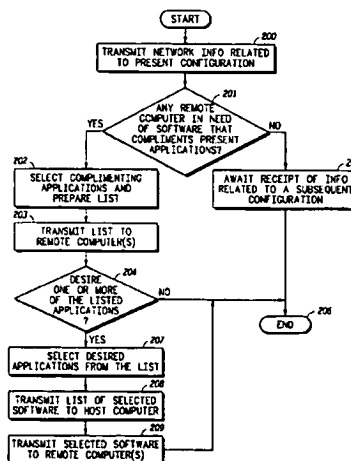 START
200
TRANSMIT NETWORK INFO RELATED
TO PRESENT CONFIGURATION
201
ANY REMOTE
COMPUTER IN NEED
OF SOFTWARE THAT
COMPLIMENTS PRESENT
APPLICATIONS?
YES
NO
202
SELECT COMPLIMENTING
APPLICATIONS AND
PREPARE LIST
AWAIT RECEIPT OF INFO
RELATED TO A SUBSEQUENT
CONFIGURATION
203
TRANSMIT LIST TO
REMOTE COMPUTER(S)
204
DESIRE
ONE OR MORE
OF THE LISTED
APPLICATIONS
?
NO
YES
END
206
207
SELECT DESIRED
APPLICATIONS FROM THE LIST
208
TRANSMIT LIST OF
SELECTED SOFTWARE TO HOST COMPUTER
209
TRANSMIT SELECTED SOFTWARE
TO REMOTE COMPUTER(S)